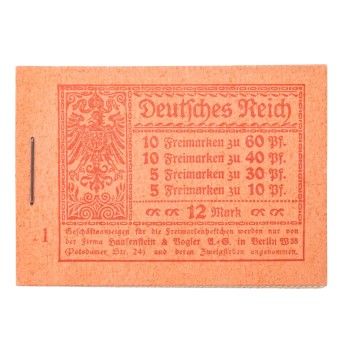 Deutsches Reich
10 Freimarken zu 60 Pf.
10 Freimarken zu 40 Pf.
5 Freimarken zu 30 Pf.
5 Freimarken zu 10 Pf.
12 Mark
1
Geschäftsanzeigen für die Freimarkenheftchen werden nur von
der Firma Haasenstein & Vogler A.=G. in Berlin W35
(Potsdamer Str. 24) und deren Zweigstellen angenommen.